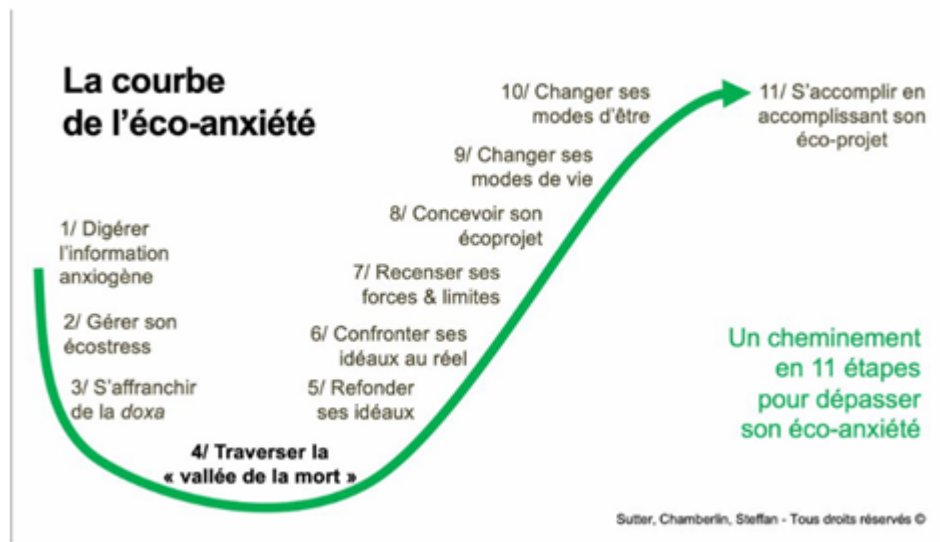 La courbe
de l'éco-anxiété
1/ Digérer
l'information
anxiogène
2/ Gérer son
écostress
3/ S'affranchir
de la doxa
4/ Traverser la
« vallée de la mort »
5/ Refonder
ses idéaux
6/ Confronter ses
idéaux au réel
7/ Recenser ses
forces & limites
8/ Concevoir son
écoprojet
9/ Changer ses
modes de vie
10/ Changer ses
modes d'être
11/ S'accomplir en
accomplissant son
éco-projet
Un cheminement
en 11 étapes
pour dépasser
son éco-anxiété
Sutter, Chamberlin, Steffan - Tous droits réservés ©